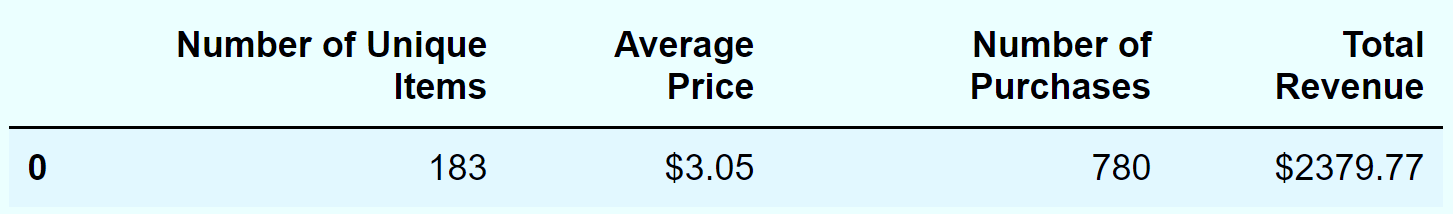 Number of Unique Average Number of Total
Items Price Purchases Revenue
0 183 $3.05 780 $2379.77